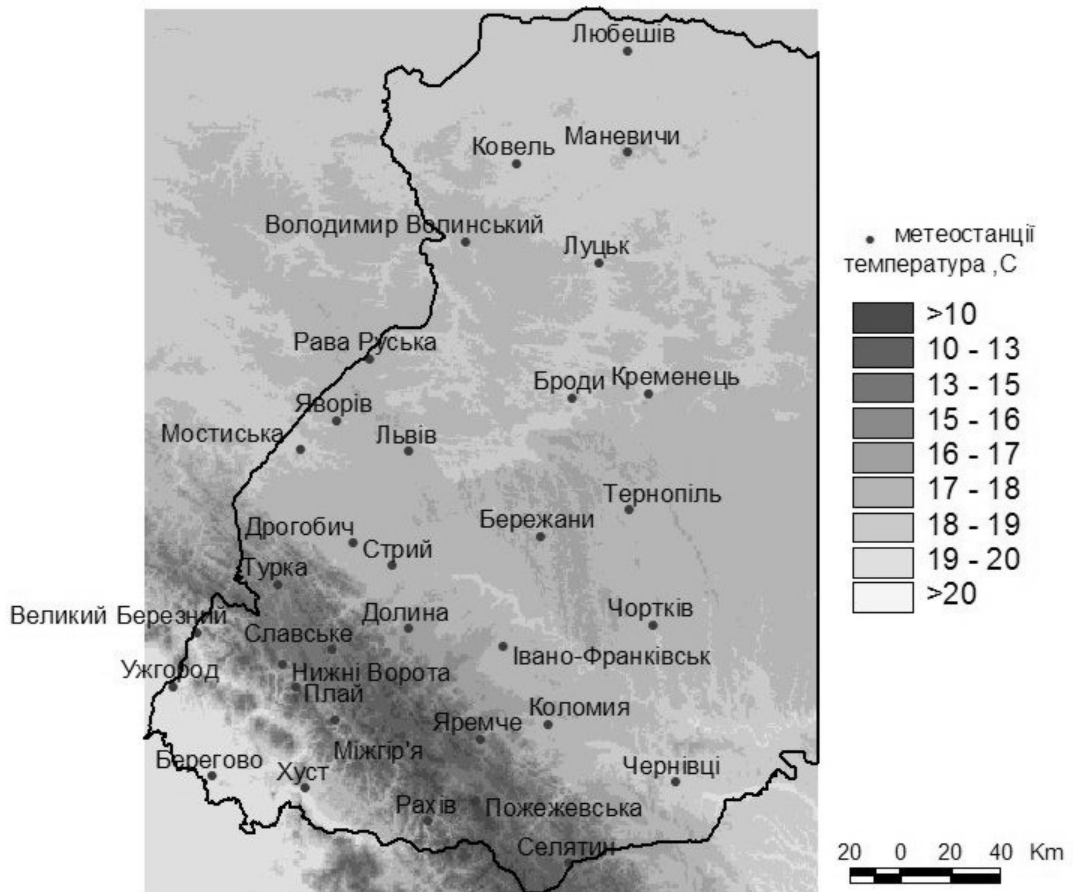 Любешів
Маневичи
Ковель
Володимир Волинський
Луцьк
Рава Руська
Броди
Кременець
Яворів
Мостиська
Львів
Тернопіль
Бережани
Дрогобич
Стрий
Турка
Великий Березний
Долина
Чортків
Славське
Івано-Франківськ
Ужгород
Нижні Ворота
Плай
Коломия
Яремче
Міжгір'я
Берегово
Хуст
Чернівці
Рахів
Пожежевська
Селятин
метеостанції
температура ,С
>10
10 - 13
13 - 15
15 - 16
16 - 17
17 - 18
18 - 19
19 - 20
>20
20 0 20 40 Km